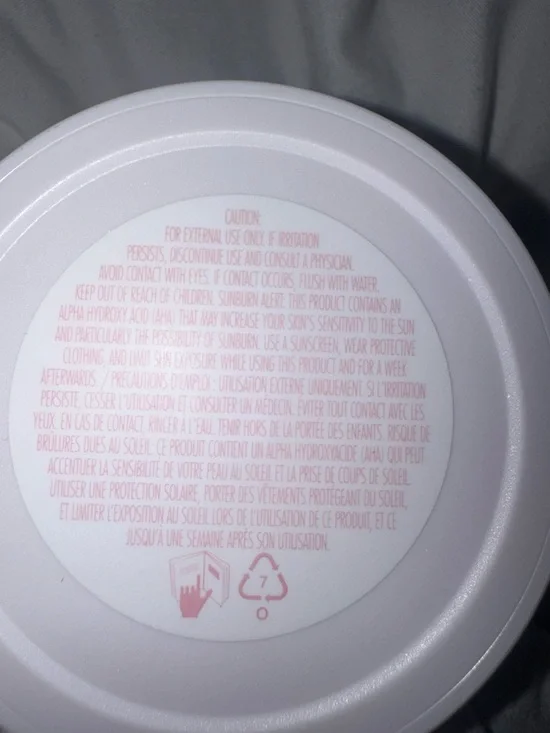 CAUTION:
FOR EXTERNAL USE ONLY. IF IRRITATION
PERSISTS, DISCONTINUE USE AND CONSULT A PHYSICIAN.
AVOID CONTACT WITH EYES. IF CONTACT OCCURS, FLUSH WITH WATER.
KEEP OUT OF REACH OF CHILDREN. SUNBURN ALERT: THIS PRODUCT CONTAINS AN
ALPHA HYDROXY ACID (AHA) THAT MAY INCREASE YOUR SKIN'S SENSITIVITY TO THE SUN
AND PARTICULARLY THE POSSIBILITY OF SUNBURN. USE A SUNSCREEN, WEAR PROTECTIVE
CLOTHING, AND LIMIT SUN EXPOSURE WHILE USING THIS PRODUCT AND FOR A WEEK
AFTERWARDS. / PRÉCAUTIONS D'EMPLOI : UTILISATION EXTERNE UNIQUEMENT. SI L'IRRITATION
PERSISTE, CESSER L'UTILISATION ET CONSULTER UN MÉDECIN. ÉVITER TOUT CONTACT AVEC LES
YEUX. EN CAS DE CONTACT, RINCER À L'EAU. TENIR HORS DE LA PORTÉE DES ENFANTS. RISQUE DE
BRÛLURES DUES AU SOLEIL. CE PRODUIT CONTIENT UN ALPHA HYDROXYACIDE (AHA) QUI PEUT
ACCENTUER LA SENSIBILITÉ DE VOTRE PEAU AU SOLEIL ET LA PRISE DE COUPS DE SOLEIL.
UTILISER UNE PROTECTION SOLAIRE, PORTER DES VÊTEMENTS PROTÉGEANT DU SOLEIL,
ET LIMITER L'EXPOSITION AU SOLEIL LORS DE L'UTILISATION DE CE PRODUIT, ET CE
JUSQU'À UNE SEMAINE APRÈS SON UTILISATION.
7
O